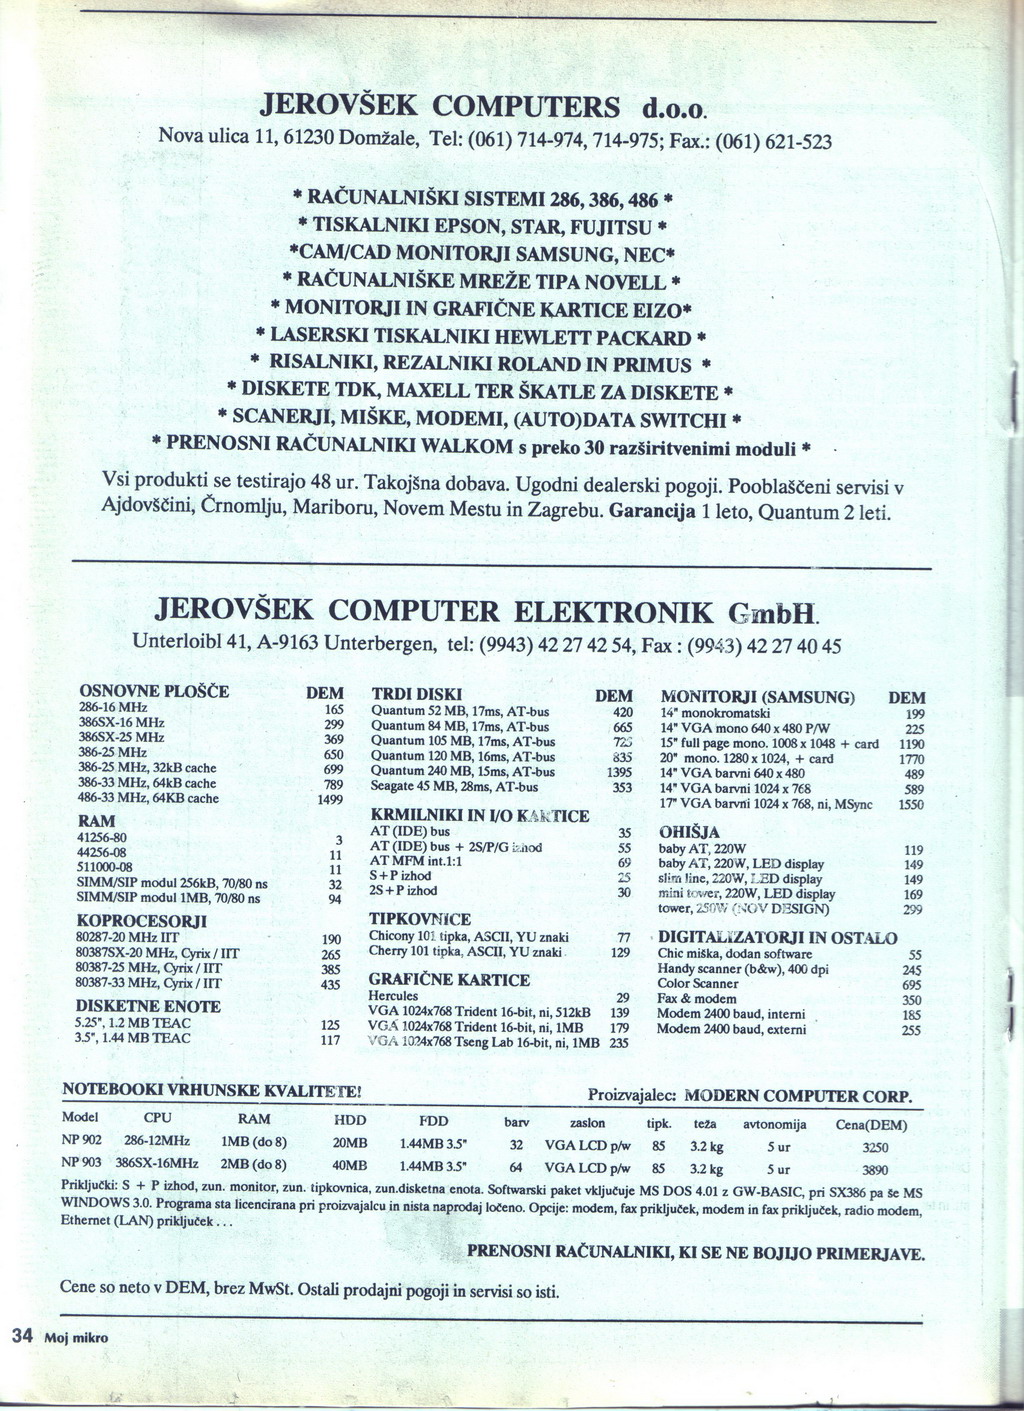 JEROVŠEK COMPUTERS d.o.o.
Nova ulica 11, 61230 Domžale, Tel: (061) 714-974, 714-975; Fax.: (061) 621-523
* RAČUNALNIŠKI SISTEMI 286, 386, 486 *
* TISKALNIKI EPSON, STAR, FUJITSU *
*CAM/CAD MONITORJI SAMSUNG, NEC*
* RAČUNALNIŠKE MREŽE TIPA NOVELL *
* MONITORJI IN GRAFIČNE KARTICE EIZO*
* LASERSKI TISKALNIKI HEWLETT PACKARD *
* RISALNIKI, REZALNIKI ROLAND IN PRIMUS *
* DISKETE TDK, MAXELL TER ŠKATLE ZA DISKETE *
* SCANERJI, MIŠKE, MODEMI, (AUTO)DATA SWITCHI *
* PRENOSNI RAČUNALNIKI WALKOM s preko 30 razširitvenimi moduli *
Vsi produkti se testirajo 48 ur. Takojšna dobava. Ugodni dealerski pogoji. Pooblaščeni servisi v
Ajdovščini, Črnomlju, Mariboru, Novem Mestu in Zagrebu. Garancija 1 leto, Quantum 2 leti.
JEROVŠEK COMPUTER ELEKTRONIK GmbH.
Unterloibl 41, A-9163 Unterbergen, tel: (9943) 42 27 42 54, Fax : (9943) 42 27 40 45
OSNOVNE PLOŠČE DEM
286-16 MHz 165
386SX-16 MHz 299
386SX-25 MHz 369
386-25 MHz 650
386-25 MHz, 32kB cache 699
386-33 MHz, 64kB cache 789
486-33 MHz, 64KB cache 1499
RAM
41256-80 3
44256-08 11
511000-08 11
SIMM/SIP modul 256kB, 70/80 ns 32
SIMM/SIP modul 1MB, 70/80 ns 94
KOPROCESORJI
80287-20 MHz IIT 190
80387SX-20 MHz, Cyrix / IIT 265
80387-25 MHz, Cyrix / IIT 385
80387-33 MHz, Cyrix / IIT 435
DISKETNE ENOTE
5.25", 1.2 MB TEAC 125
3.5", 1.44 MB TEAC 117
TRDI DISKI DEM
Quantum 52 MB, 17ms, AT-bus 420
Quantum 84 MB, 17ms, AT-bus 665
Quantum 105 MB, 17ms, AT-bus 725
Quantum 120 MB, 16ms, AT-bus 835
Quantum 240 MB, 15ms, AT-bus 1395
Seagate 45 MB, 28ms, AT-bus 353
KRMILNIKI IN I/O KARTICE
AT (IDE) bus 35
AT (IDE) bus + 2S/P/G izhod 55
AT MFM int.1:1 69
S+P izhod 25
2S+P izhod 30
TIPKOVNICE
Chicony 101 tipka, ASCII, YU znaki 77
Cherry 101 tipka, ASCII, YU znaki 129
GRAFIČNE KARTICE
Hercules 29
VGA 1024x768 Trident 16-bit, ni, 512kB 139
VGA 1024x768 Trident 16-bit, ni, 1MB 179
VGA 1024x768 Tseng Lab 16-bit, ni, 1MB 235
MONITORJI (SAMSUNG) DEM
14" monokromatski 199
14" VGA mono 640 x 480 P/W 225
15" full page mono. 1008 x 1048 + card 1190
20" mono. 1280 x 1024, + card 1770
14" VGA barvni 640 x 480 489
14" VGA barvni 1024 x 768 589
17" VGA barvni 1024 x 768, ni, MSync 1550
OHIŠJA
baby AT, 220W 119
baby AT, 220W, LED display 149
slim line, 220W, LED display 149
mini tower, 220W, LED display 169
tower, 250W (NOV DESIGN) 299
DIGITALIZATORJI IN OSTALO
Chic miška, dodan software 55
Handy scanner (b&w), 400 dpi 245
Color Scanner 695
Fax & modem 350
Modem 2400 baud, interni 185
Modem 2400 baud, externi 255
NOTEBOOKI VRHUNSKE KVALITETE! Proizvajalec: MODERN COMPUTER CORP.
Model CPU RAM HDD FDD barv zaslon tipk. teža avtonomija Cena(DEM)
NP 902 286-12MHz 1MB (do 8) 20MB 1.44MB 3.5" 32 VGA LCD p/w 85 3.2 kg 5 ur 3250
NP 903 386SX-16MHz 2MB (do 8) 40MB 1.44MB 3.5" 64 VGA LCD p/w 85 3.2 kg 5 ur 3890
Priključki: S + P izhod, zun. monitor, zun. tipkovnica, zun.disketna enota. Softwarski paket vključuje MS DOS 4.01 z GW-BASIC, pri SX386 pa še MS
WINDOWS 3.0. Programa sta licencirana pri proizvajalcu in nista naprodaj ločeno. Opcije: modem, fax priključek, modem in fax priključek, radio modem,
Ethernet (LAN) priključek . . .
PRENOSNI RAČUNALNIKI, KI SE NE BOJIJO PRIMERJAVE.
Cene so neto v DEM, brez MwSt. Ostali prodajni pogoji in servisi so isti.
34 Moj mikro